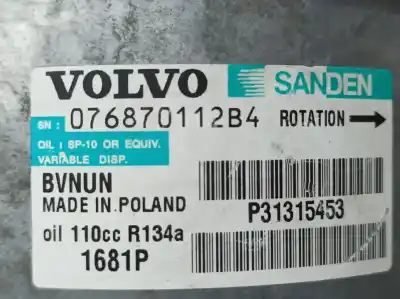 VOLVO SANDEN
SN : 076870112B4 ROTATION
OIL : SP-10 OR EQUIV.
VARIABLE DISP.
BVNUN
MADE IN POLAND P31315453
oil 110cc R134a
1681P